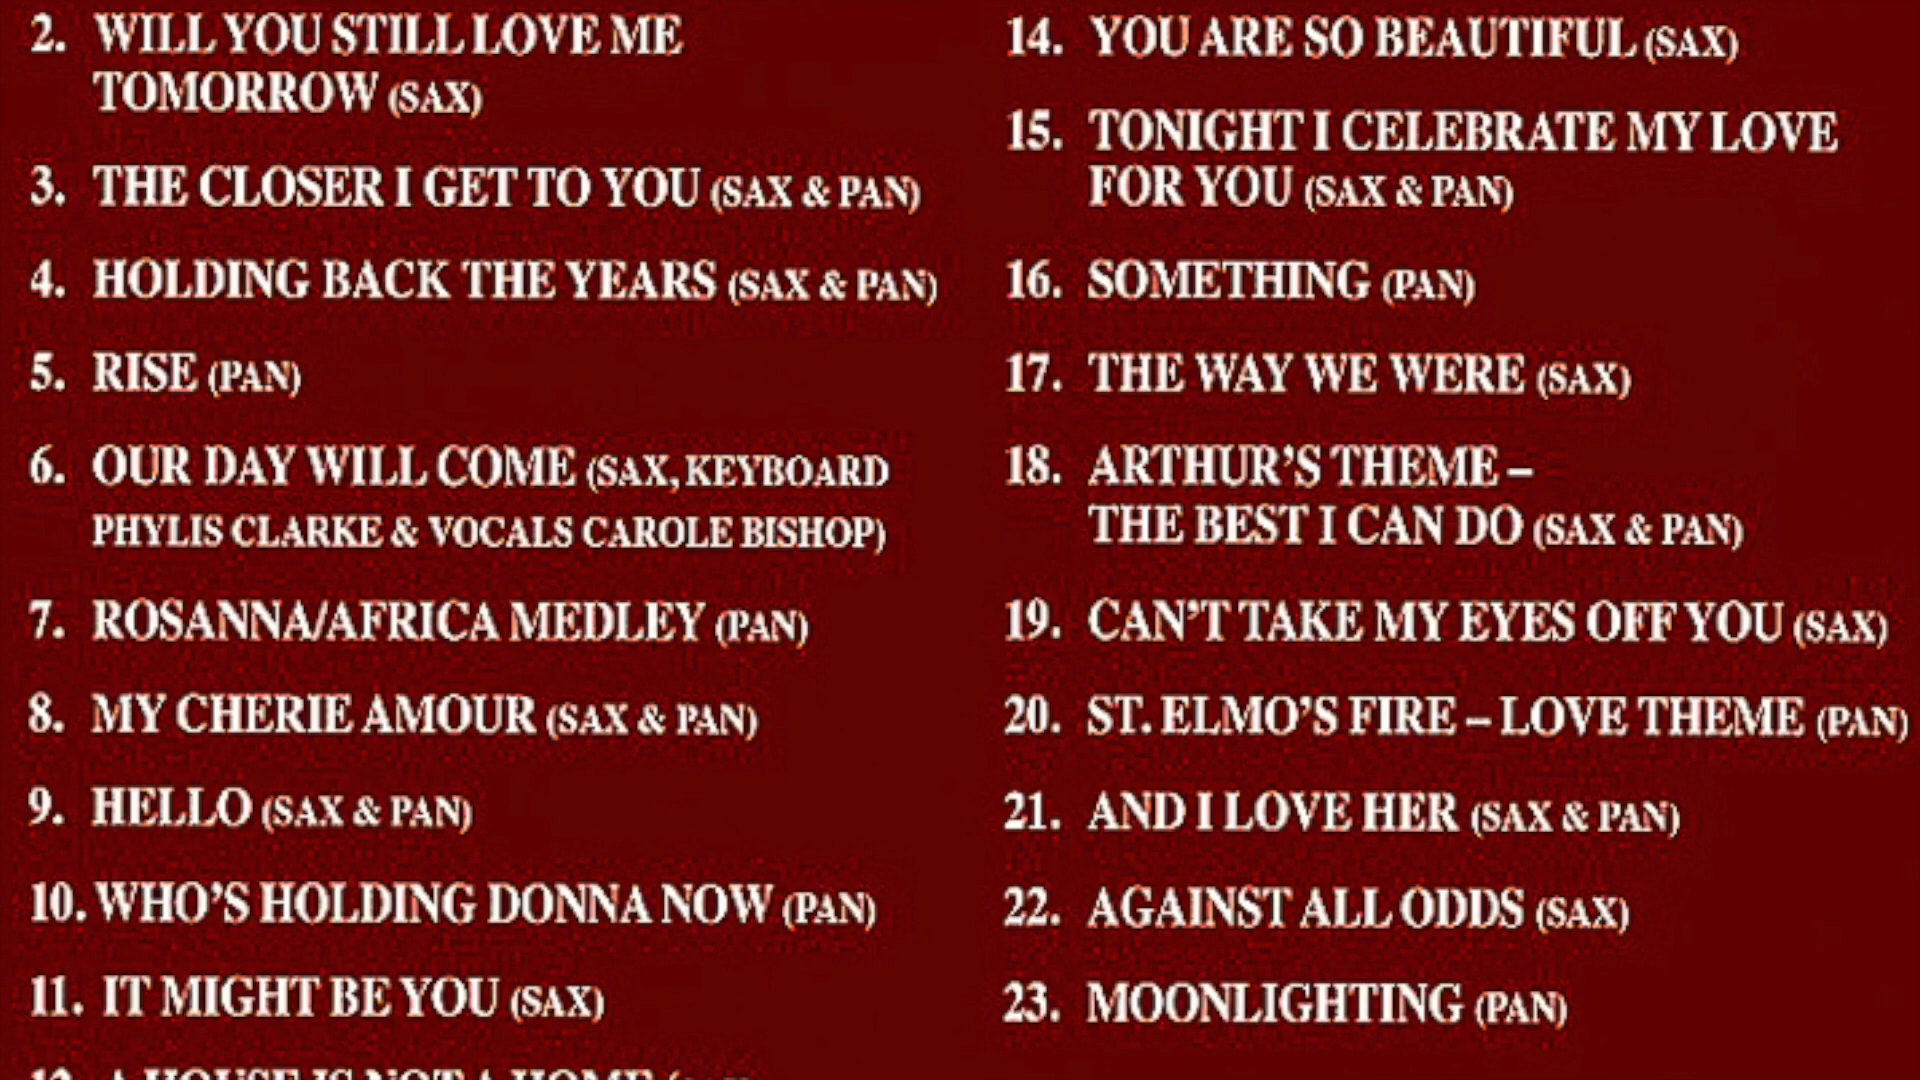 2. WILL YOU STILL LOVE ME
TOMORROW (SAX)
3. THE CLOSER I GET TO YOU (SAX & PAN)
4. HOLDING BACK THE YEARS (SAX & PAN)
5. RISE (PAN)
6. OUR DAY WILL COME (SAX, KEYBOARD
PHYLIS CLARKE & VOCALS CAROLE BISHOP)
7. ROSANNA/AFRICA MEDLEY (PAN)
8. MY CHERIE AMOUR (SAX & PAN)
9. HELLO (SAX & PAN)
10. WHO'S HOLDING DONNA NOW (PAN)
11. IT MIGHT BE YOU (SAX)
12. A HOUSE IS NOT A HOME
14. YOU ARE SO BEAUTIFUL (SAX)
15. TONIGHT I CELEBRATE MY LOVE
FOR YOU (SAX & PAN)
16. SOMETHING (PAN)
17. THE WAY WE WERE (SAX)
18. ARTHUR'S THEME –
THE BEST I CAN DO (SAX & PAN)
19. CAN'T TAKE MY EYES OFF YOU (SAX)
20. ST. ELMO'S FIRE – LOVE THEME (PAN)
21. AND I LOVE HER (SAX & PAN)
22. AGAINST ALL ODDS (SAX)
23. MOONLIGHTING (PAN)